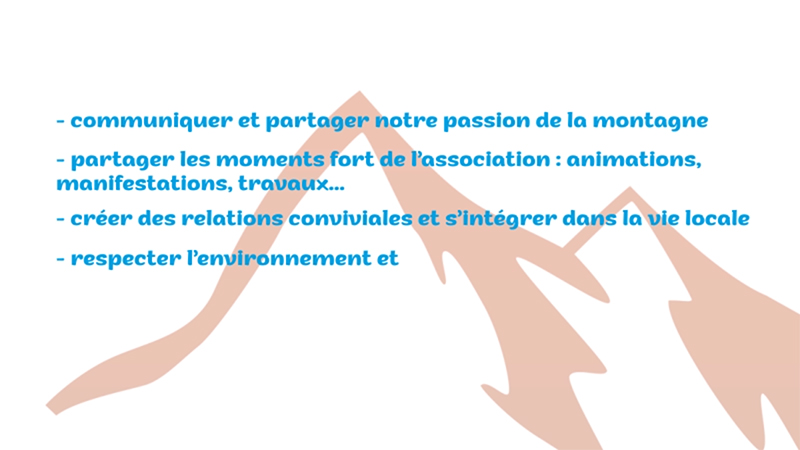 - communiquer et partager notre passion de la montagne
- partager les moments fort de l'association : animations,
manifestations, travaux...
- créer des relations conviviales et s'intégrer dans la vie locale
- respecter l'environnement et